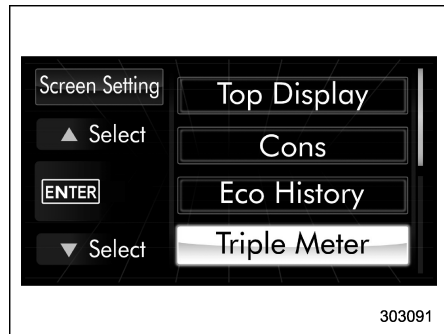 Screen Setting
▲ Select
ENTER
▼ Select
Top Display
Cons
Eco History
Triple Meter
303091